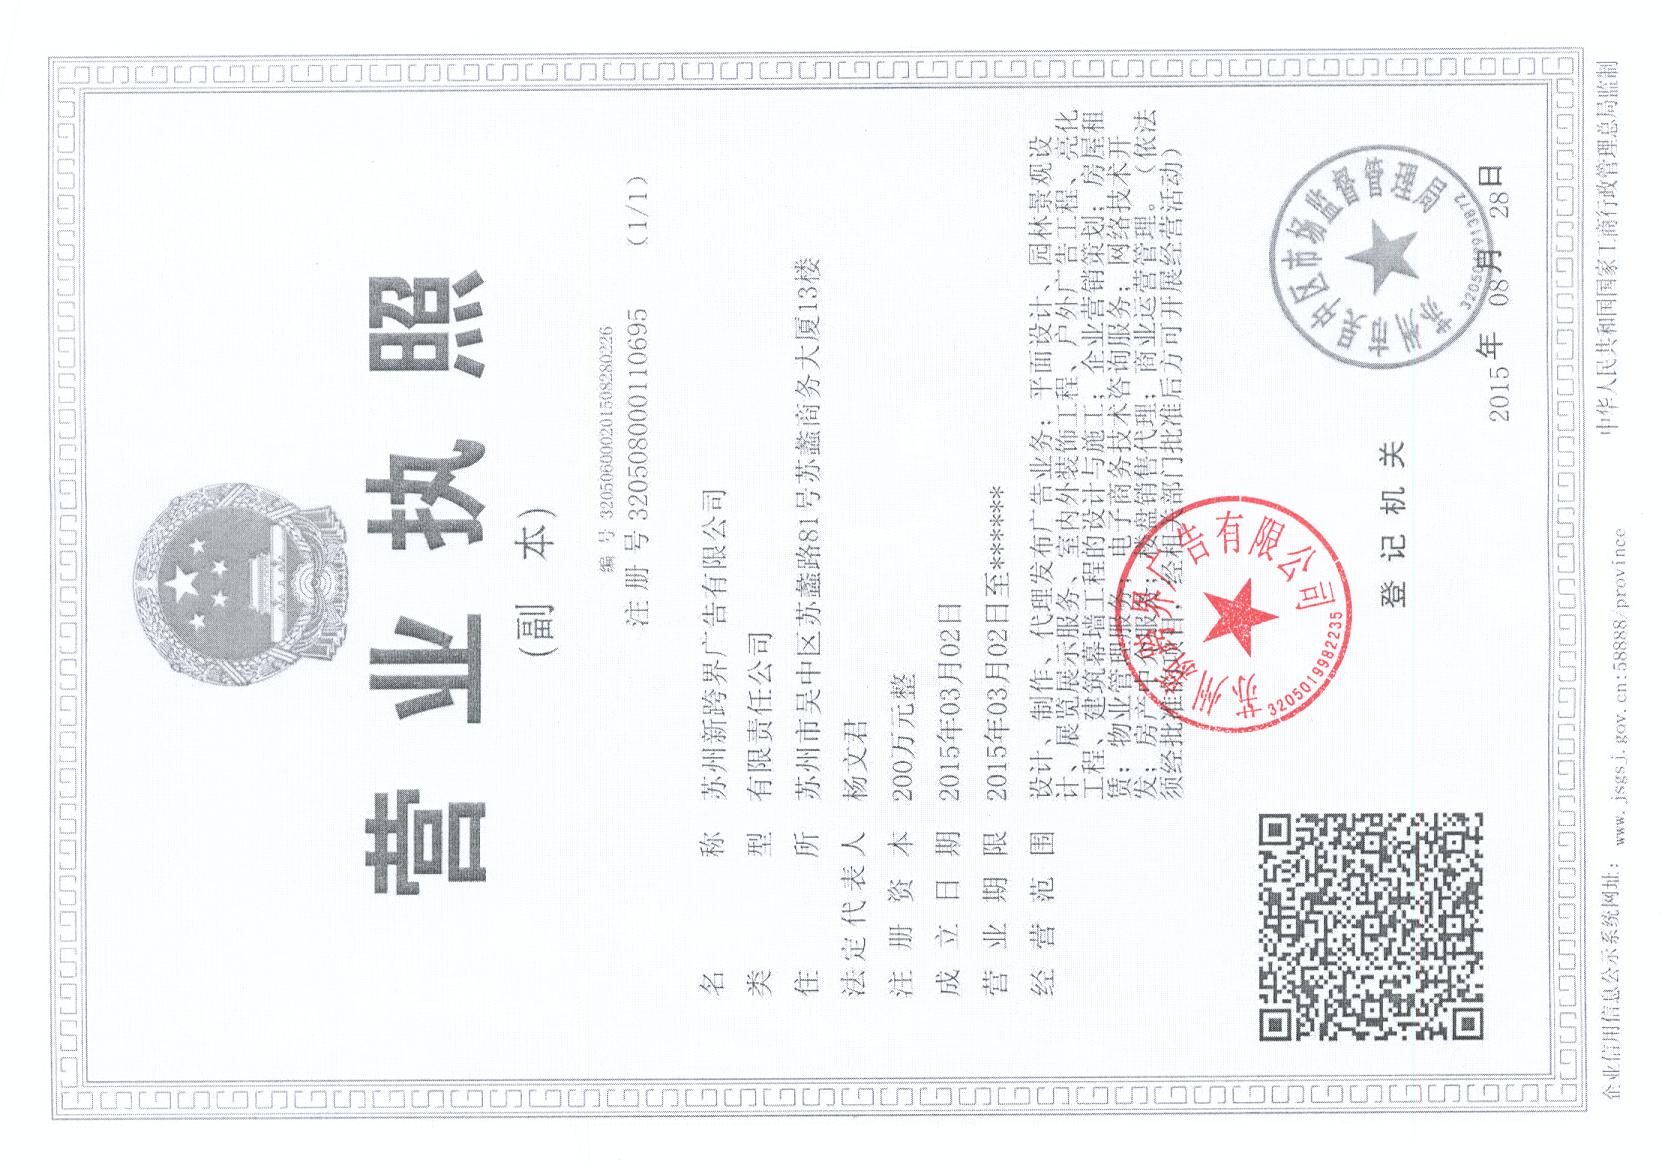 营业执照
(副 本)
编 号 320506000201508280226
注 册 号 320508000110695 （1/1）
名 称 苏州新跨界广告有限公司
类 型 有限责任公司
住 所 苏州市吴中区苏蠡路81号苏蠡商务大厦13楼
法定代表人 杨文君
注册资本 200万元整
成立日期 2015年03月02日
营业期限 2015年03月02日至******
经营范围 设计、制作、代理发布广告业务；平面设计、园林景观设
计、展览展示服务、室内外装饰工程、户外广告工程、亮化
工程、建筑幕墙工程的设计与施工；企业营销策划；房屋租
赁；物业管理服务；电子商务技术咨询服务；网络技术开
发；房产中介服务；楼盘销售代理；商业运营管理。（依法
须经批准的项目，经相关部门批准后方可开展经营活动）
苏州新跨界广告有限公司
3205019982235
登记机关
苏州市吴中区市场监督管理局
2015年 08月 28日
企业信用信息公示系统网址： www.jsgsj.gov.cn:58888/province
中华人民共和国国家工商行政管理总局监制